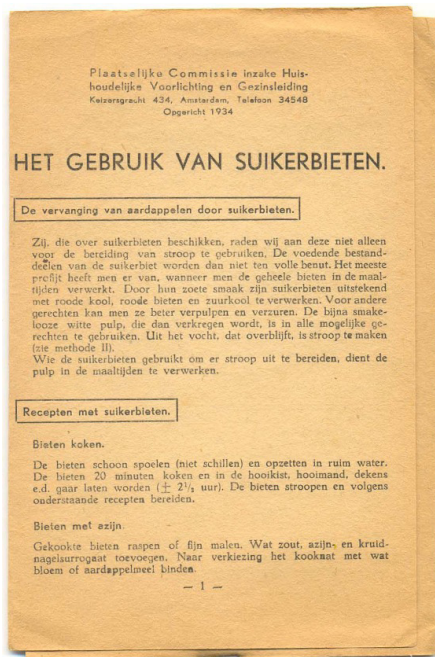 Plaatselijke Commissie inzake Huis-
houdelijke Voorlichting en Gezinsleiding
Keizersgracht 434, Amsterdam, Telefoon 34548
Opgericht 1934
HET GEBRUIK VAN SUIKERBIETEN.
De vervanging van aardappelen door suikerbieten.
Zij, die over suikerbieten beschikken, raden wij aan deze niet alleen
voor de bereiding van stroop te gebruiken. De voedende bestand-
deelen van de suikerbiet worden dan niet ten volle benut. Het meeste
profijt heeft men er van, wanneer men de geheele bieten in de maal-
tijden verwerkt. Door hun zoete smaak zijn suikerbieten uitstekend
met roode kool, roode bieten en zuurkool te verwerken. Voor andere
gerechten kan men ze beter verpulpen en verzuren. De bijna smake-
looze witte pulp, die dan verkregen wordt, is in alle mogelijke ge-
rechten te gebruiken. Uit het vocht, dat overblijft, is stroop te maken
(zie methode II).
Wie de suikerbieten gebruikt om er stroop uit te bereiden, dient de
pulp in de maaltijden te verwerken.
Recepten met suikerbieten.
Bieten koken.
De bieten schoon spoelen (niet schillen) en opzetten in ruim water.
De bieten 20 minuten koken en in de hooikist, hooimand, dekens
e.d. gaar laten worden (± 2½ uur). De bieten stroopen en volgens
onderstaande recepten bereiden.
Bieten met azijn.
Gekookte bieten raspen of fijn malen. Wat zout, azijn- en kruid-
nagelsurrogaat toevoegen. Naar verkiezing het kooknat met wat
bloem of aardappelmeel binden.
— 1 —